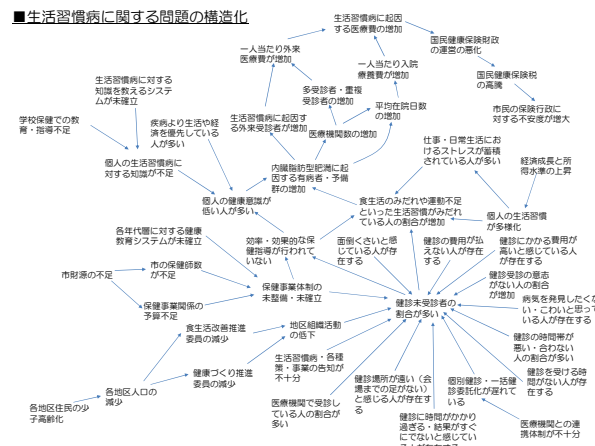 ■生活習慣病に関する問題の構造化
生活習慣病に起因
する医療費の増加
国民健康保険財政
の運営の悪化
一人当たり外来
医療費が増加
一人当たり入院
療養費が増加
国民健康保険税
の高騰
生活習慣病に対する
知識を教えるシステ
ムが未確立
多受診者・重複
受診者の増加
平均在院日数
の増加
市民の保険行政に
対する不安度が増大
学校保健での教
育・指導不足
疾病より生活や経
済を優先している
人が多い
生活習慣病に起因す
る外来受診者が増加
医療機関数の増加
仕事・日常生活にお
けるストレスが蓄積
されている人が多い
経済成長と所
得水準の上昇
個人の生活習慣病に
対する知識が不足
内臓脂肪型肥満に起
因する有病者・予備
群の増加
個人の健康意識が
低い人が多い
食生活のみだれや運動不足
といった生活習慣がみだれ
ている人の割合が増加
個人の生活習慣
が多様化
各年代層に対する健康
教育システムが未確立
効率・効果的な保
健指導が行われて
いない
面倒くさいと感
じている人が存
在する
健診の費用が払
えない人が存在
する
健診にかかる費用が
高いと感じている人
が存在する
市財源の不足
市の保健師数
が不足
保健事業体制の
未整備・未確立
健診受診の意志
がない人の割合
が増加
保健事業関係の
予算不足
健診未受診者の
割合が多い
病気を発見したくな
い・こわいと思って
いる人が存在する
食生活改善推進
委員の減少
地区組織活動
の低下
健診の時間帯が
悪い・合わない
人の割合が多い
生活習慣病・各種
策・事業の告知が
不十分
健康づくり推進
委員の減少
健診場所が遠い(会
場までの足がない)
と感じる人が存在す
る
個別健診・一括健
診委託化が遅れて
いる
健診を受ける時
間がない人が存
在する
各地区人口の
減少
各地区住民の少
子高齢化
医療機関で受診し
ている人の割合が
多い
健診に時間がかかり
過ぎる・結果がすぐ
にでないと感じてい
る人が存在する
医療機関との連
携体制が不十分